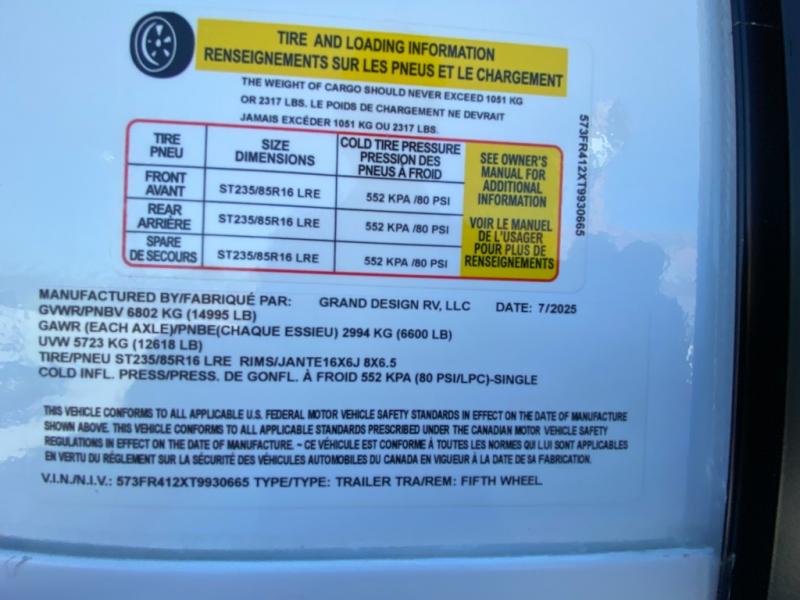 TIRE AND LOADING INFORMATION
RENSEIGNEMENTS SUR LES PNEUS ET LE CHARGEMENT
THE WEIGHT OF CARGO SHOULD NEVER EXCEED 1051 KG
OR 2317 LBS. LE POIDS DE CHARGEMENT NE DEVRAIT
JAMAIS EXCÉDER 1051 KG OU 2317 LBS.
TIRE
PNEU
SIZE
DIMENSIONS
COLD TIRE PRESSURE
PRESSION DES
PNEUS À FROID
FRONT
AVANT
ST235/85R16 LRE
552 KPA /80 PSI
REAR
ARRIÈRE
ST235/85R16 LRE
552 KPA /80 PSI
SPARE
DE SECOURS
ST235/85R16 LRE
552 KPA /80 PSI
SEE OWNER'S
MANUAL FOR
ADDITIONAL
INFORMATION
VOIR LE MANUEL
DE L'USAGER
POUR PLUS DE
RENSEIGNEMENTS
573FR412XT9930665
MANUFACTURED BY/FABRIQUÉ PAR: GRAND DESIGN RV, LLC DATE: 7/2025
GVWR/PNBV 6802 KG (14995 LB)
GAWR (EACH AXLE)/PNBE(CHAQUE ESSIEU) 2994 KG (6600 LB)
UVW 5723 KG (12618 LB)
TIRE/PNEU ST235/85R16 LRE RIMS/JANTE16X6J 8X6.5
COLD INFL. PRESS/PRESS. DE GONFL. À FROID 552 KPA (80 PSI/LPC)-SINGLE
THIS VEHICLE CONFORMS TO ALL APPLICABLE U.S. FEDERAL MOTOR VEHICLE SAFETY STANDARDS IN EFFECT ON THE DATE OF MANUFACTURE
SHOWN ABOVE. THIS VEHICLE CONFORMS TO ALL APPLICABLE STANDARDS PRESCRIBED UNDER THE CANADIAN MOTOR VEHICLE SAFETY
REGULATIONS IN EFFECT ON THE DATE OF MANUFACTURE. ~ CE VÉHICULE EST CONFORME À TOUTES LES NORMES QUI LUI SONT APPLICABLES
EN VERTU DU RÉGLEMENT SUR LA SÉCURITÉ DES VÉHICULES AUTOMOBILES DU CANADA EN VIGUEUR À LA DATE DE SA FABRICATION.
V.I.N./N.I.V.: 573FR412XT9930665 TYPE/TYPE: TRAILER TRA/REM: FIFTH WHEEL